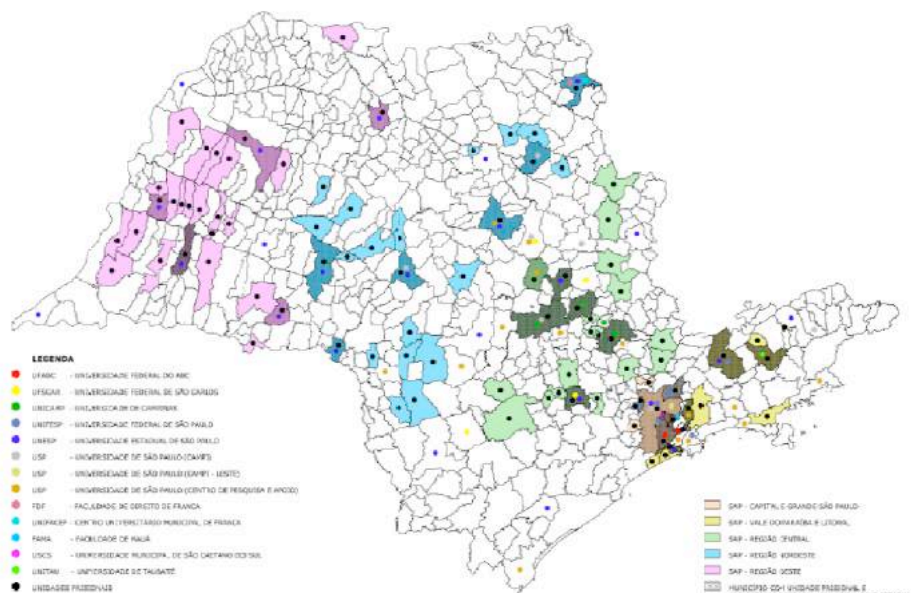 LEGENDA
UFABC - UNIVERSIDADE FEDERAL DO ABC
UFSCAR - UNIVERSIDADE FEDERAL DE SÃO CARLOS
UNICAMP - UNIVERSIDADE DE CAMPINAS
UNIFESP - UNIVERSIDADE FEDERAL DE SÃO PAULO
UNESP - UNIVERSIDADE ESTADUAL DE SÃO PAULO
USP - UNIVERSIDADE DE SÃO PAULO (CAMPI)
USP - UNIVERSIDADE DE SÃO PAULO (CAMPI - LESTE)
USP - UNIVERSIDADE DE SÃO PAULO (CENTRO DE PESQUISA E APOIO)
FDF - FACULDADE DE DIREITO DE FRANCA
UNIFACEF - CENTRO UNIVERSITÁRIO MUNICIPAL DE FRANCA
FAMA - FACULDADE DE MAUÁ
USCS - UNIVERSIDADE MUNICIPAL DE SÃO CAETANO DO SUL
UNITAU - UNIVERSIDADE DE TAUBATÉ
UNIDADES PRISIONAIS
SAP - CAPITAL E GRANDE SÃO PAULO
SAP - VALE DO PARAÍBA E LITORAL
SAP - REGIÃO CENTRAL
SAP - REGIÃO NOROESTE
SAP - REGIÃO OESTE
MUNICÍPIO COM UNIDADE PRISIONAL E